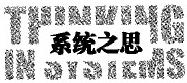 THINKING
系统之思
IN SYSTEMS